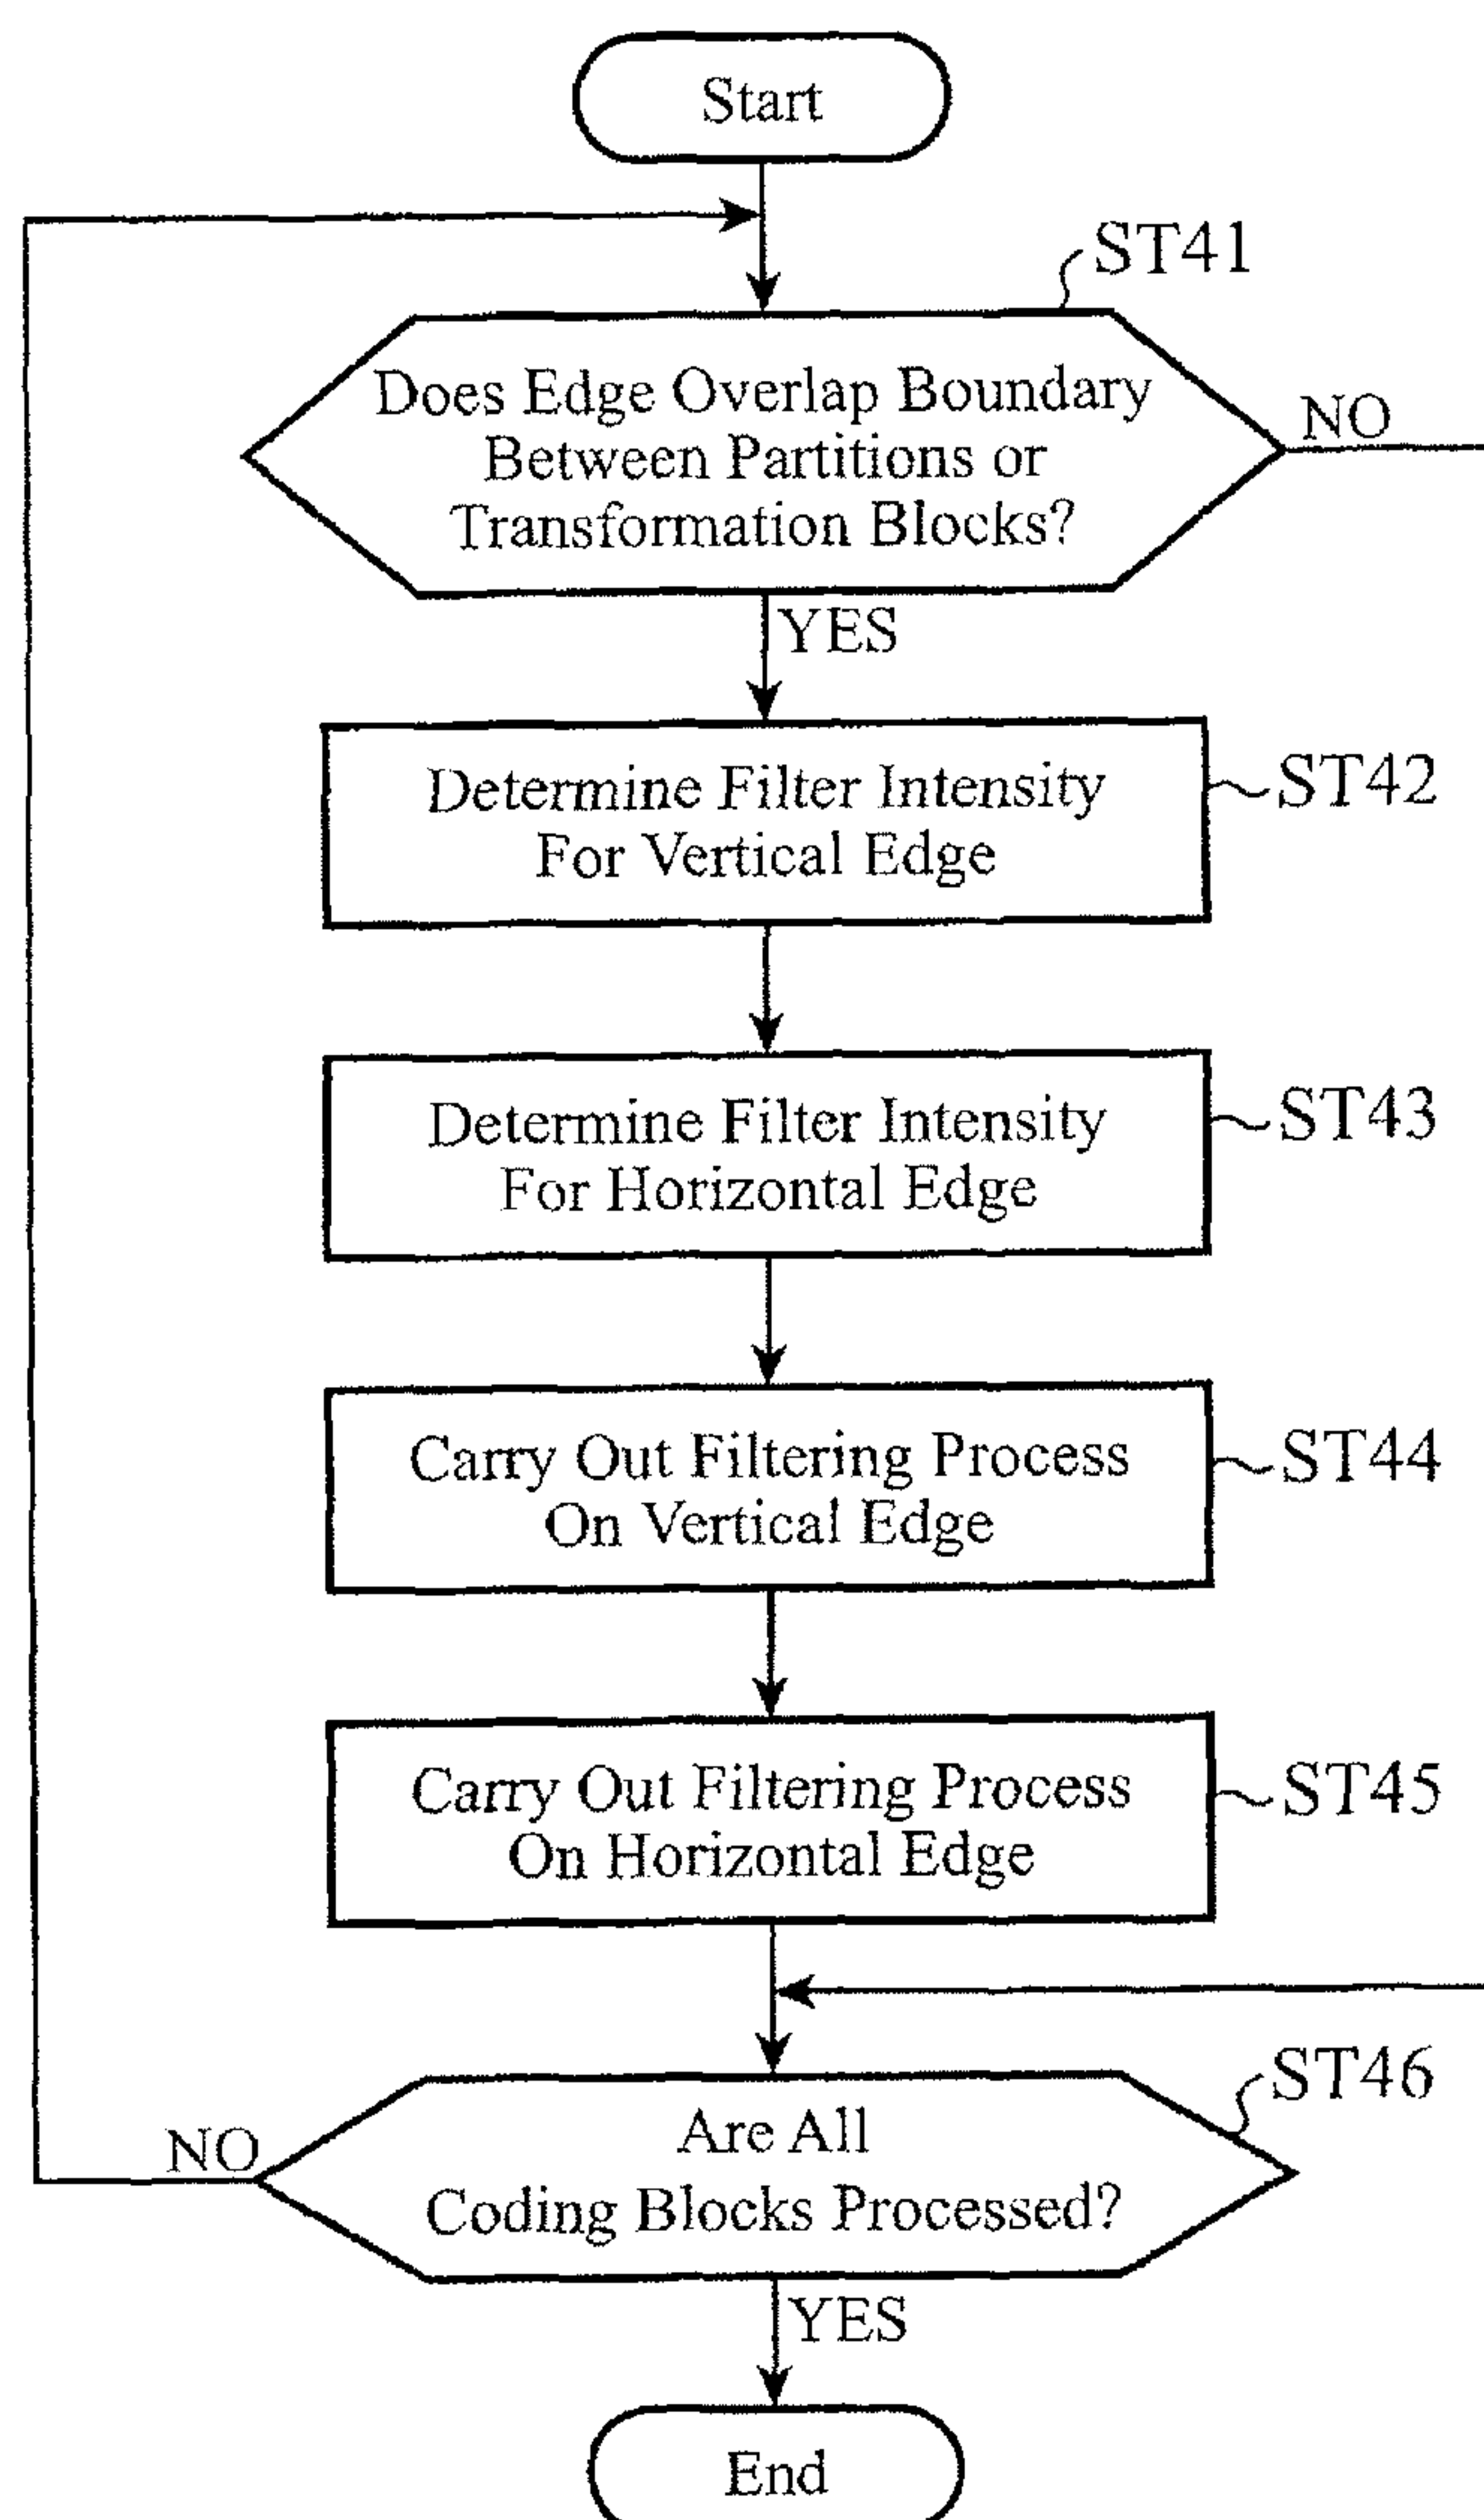 Start
ST41
Does Edge Overlap Boundary
Between Partitions or
Transformation Blocks?
NO
YES
Determine Filter Intensity
For Vertical Edge
ST42
Determine Filter Intensity
For Horizontal Edge
ST43
Carry Out Filtering Process
On Vertical Edge
ST44
Carry Out Filtering Process
On Horizontal Edge
ST45
ST46
Are All
Coding Blocks Processed?
NO
YES
End